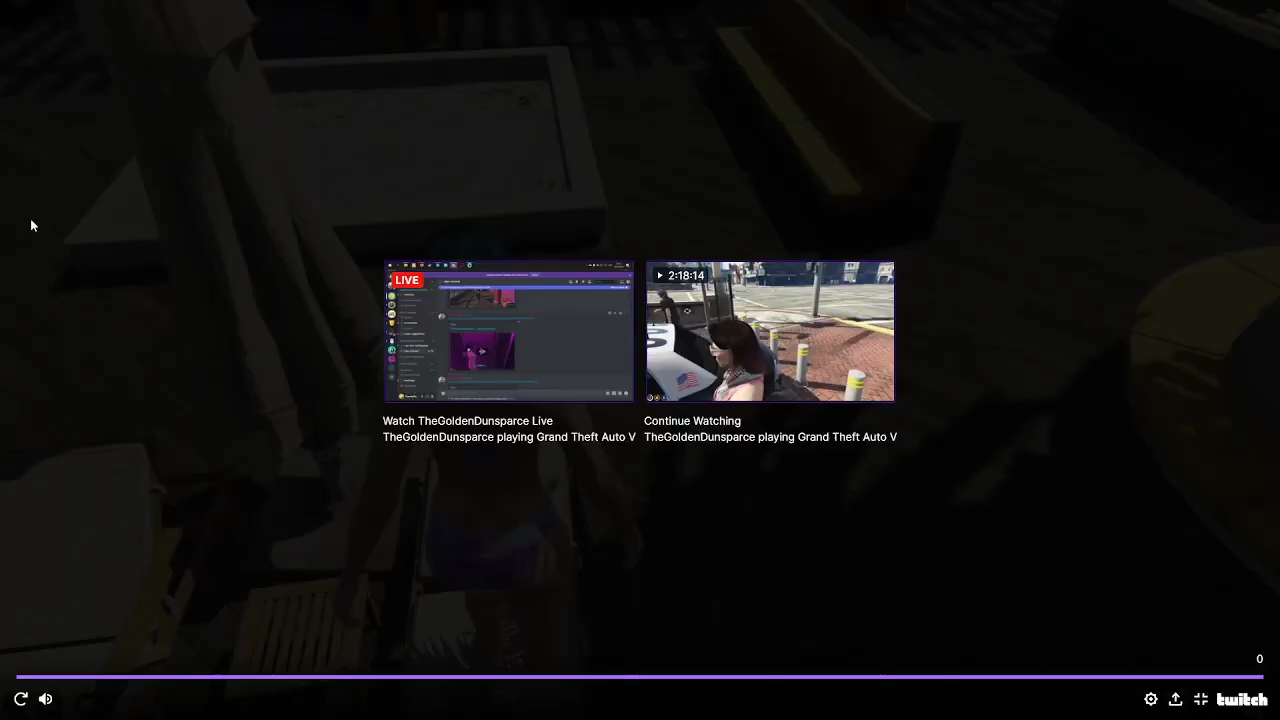 LIVE
2:18:14
Watch TheGoldenDunsparce Live
TheGoldenDunsparce playing Grand Theft Auto V
Continue Watching
TheGoldenDunsparce playing Grand Theft Auto V
0
twitch